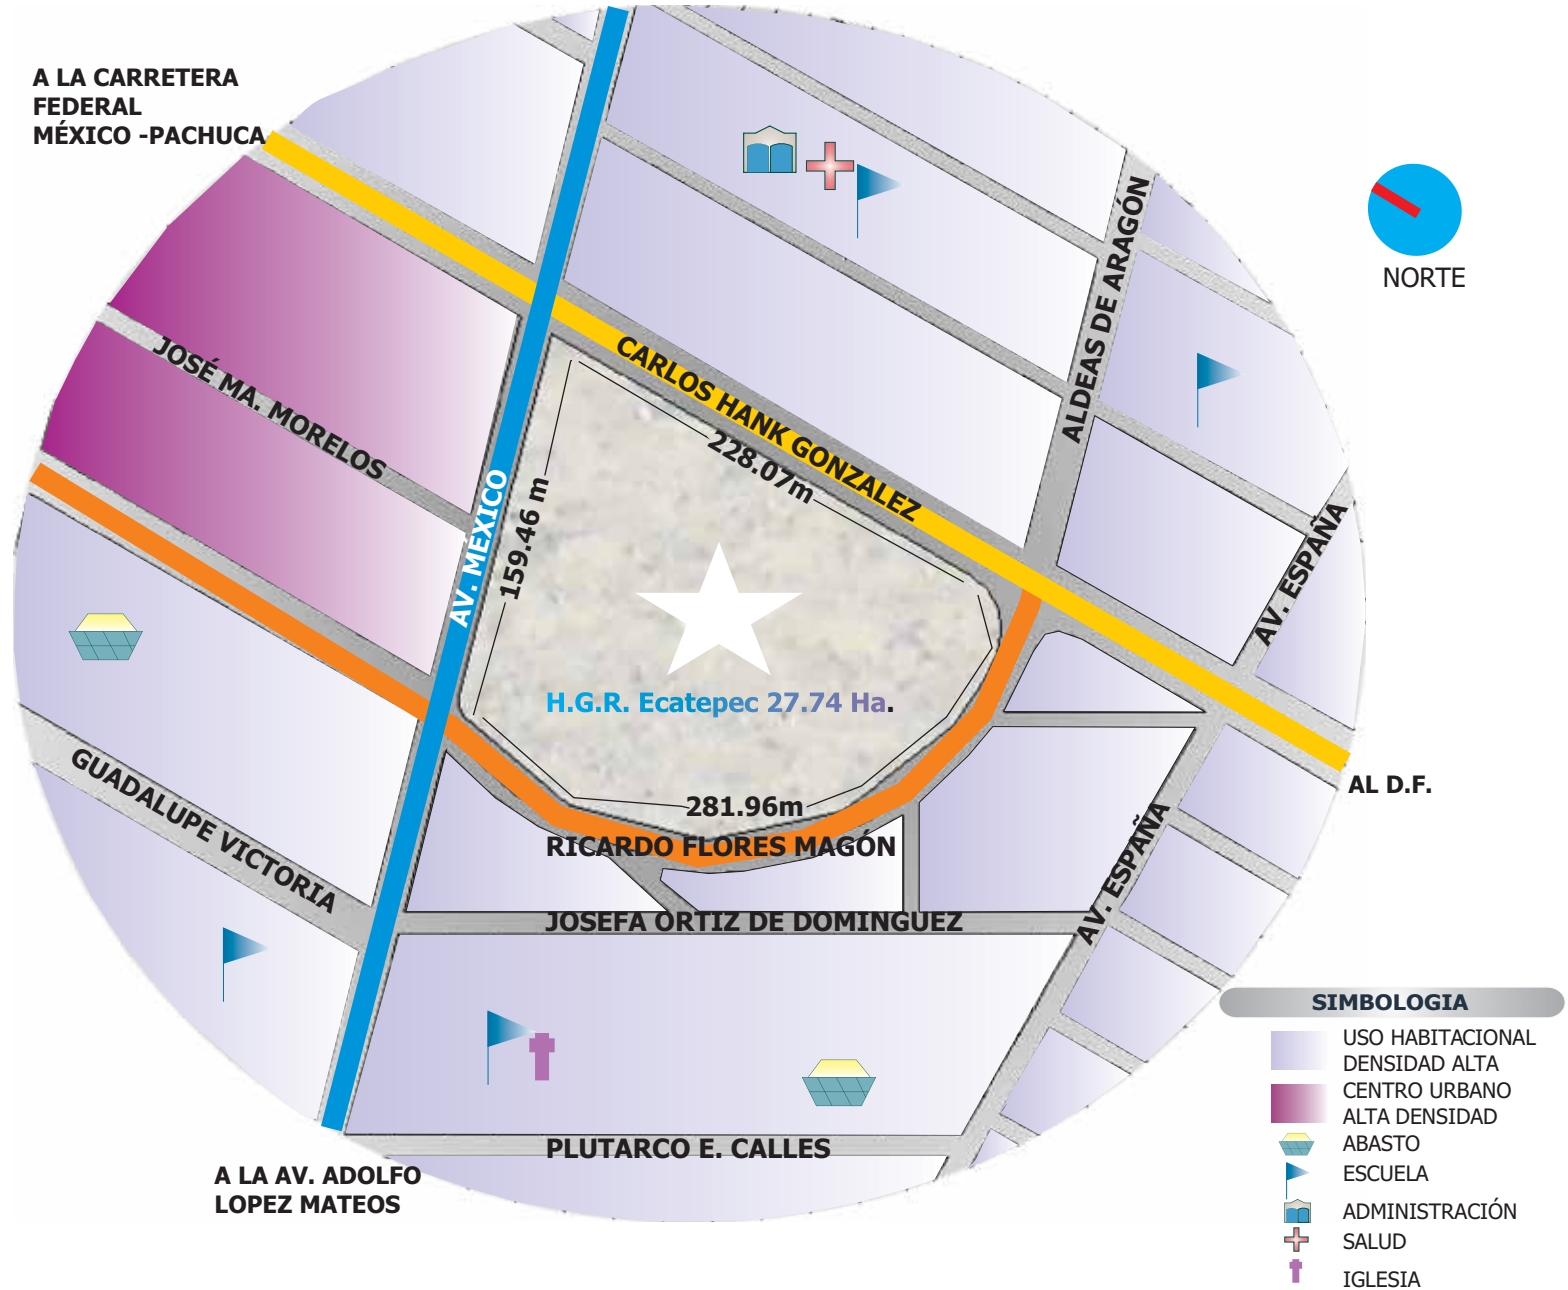 A LA CARRETERA
FEDERAL
MÉXICO -PACHUCA
NORTE
ALDEAS DE ARAGÓN
CARLOS HANK GONZALEZ
JOSÉ MA. MORELOS
228.07m
AV. MÉXICO
159.46 m
AV. ESPAÑA
H.G.R. Ecatepec 27.74 Ha.
GUADALUPE VICTORIA
281.96m
AL D.F.
RICARDO FLORES MAGÓN
AV. ESPAÑA
JOSEFA ORTIZ DE DOMINGUEZ
PLUTARCO E. CALLES
A LA AV. ADOLFO
LOPEZ MATEOS
SIMBOLOGIA
USO HABITACIONAL
DENSIDAD ALTA
CENTRO URBANO
ALTA DENSIDAD
ABASTO
ESCUELA
ADMINISTRACIÓN
SALUD
IGLESIA